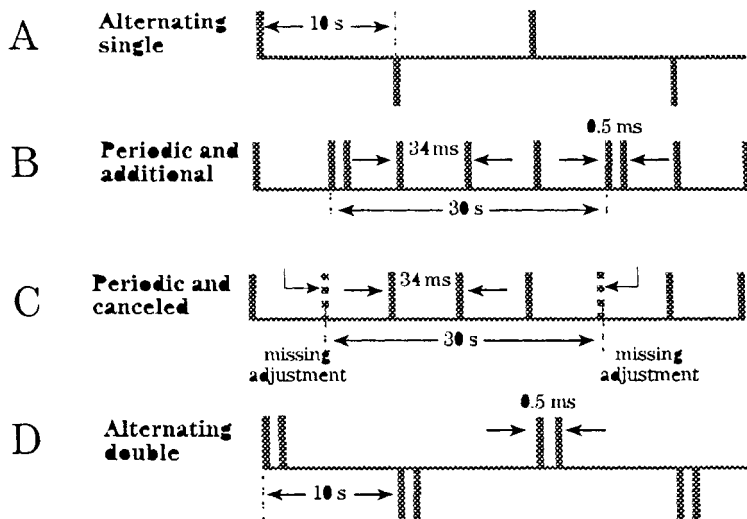 A
Alternating
single
10 s
B
Periodic and
additional
34 ms
0.5 ms
30 s
C
Periodic and
canceled
34 ms
30 s
missing
adjustment
missing
adjustment
D
Alternating
double
0.5 ms
10 s